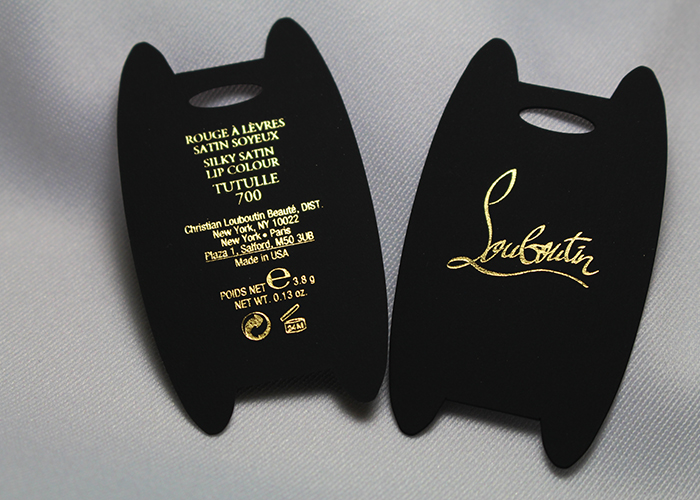 ROUGE À LÈVRES
SATIN SOYEUX
SILKY SATIN
LIP COLOUR
TUTULLE
700
Christian Louboutin Beauté, DIST.
New York, NY 10022
New York • Paris
Plaza 1, Salford, M50 3UB
Made in USA
POIDS NET ℮ 3.8 g
NET WT. 0.13 oz.
24M
Louboutin